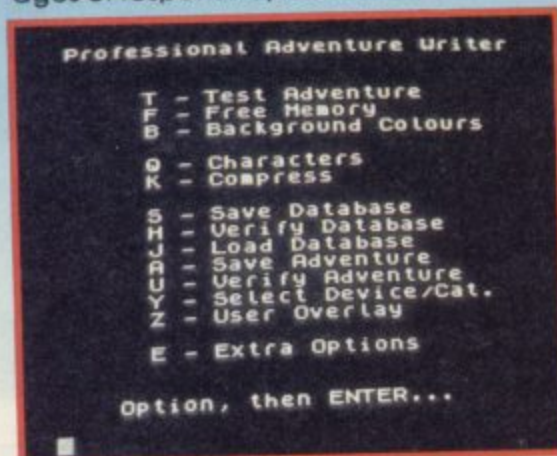 Professional Adventure Writer
T - Test Adventure
F - Free Memory
B - Background Colours
Q - Characters
K - Compress
S - Save Database
H - Verify Database
J - Load Database
A - Save Adventure
U - Verify Adventure
Y - Select Device/Cat.
Z - User Overlay
E - Extra Options
Option, then ENTER...